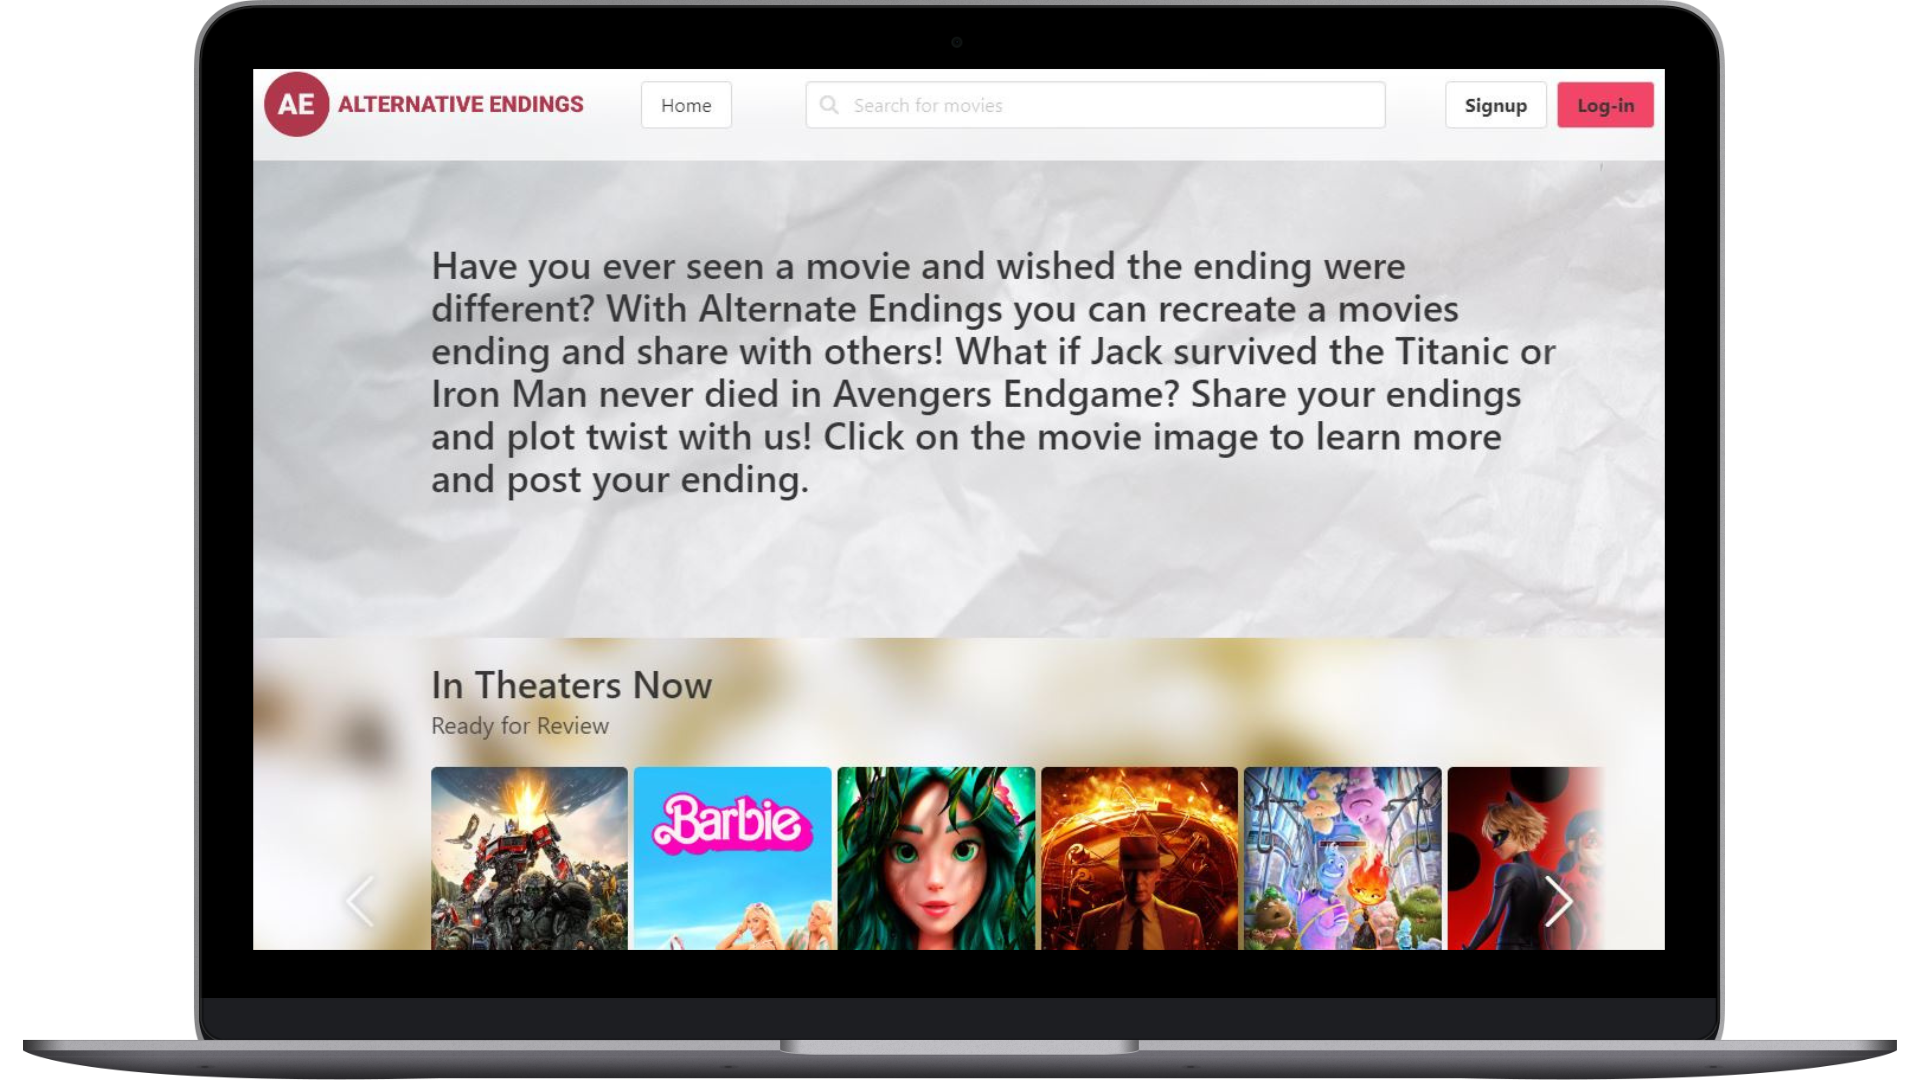 AE ALTERNATIVE ENDINGS Home Search for movies Signup Log-in
Have you ever seen a movie and wished the ending were
different? With Alternate Endings you can recreate a movies
ending and share with others! What if Jack survived the Titanic or
Iron Man never died in Avengers Endgame? Share your endings
and plot twist with us! Click on the movie image to learn more
and post your ending.
In Theaters Now
Ready for Review
Barbie